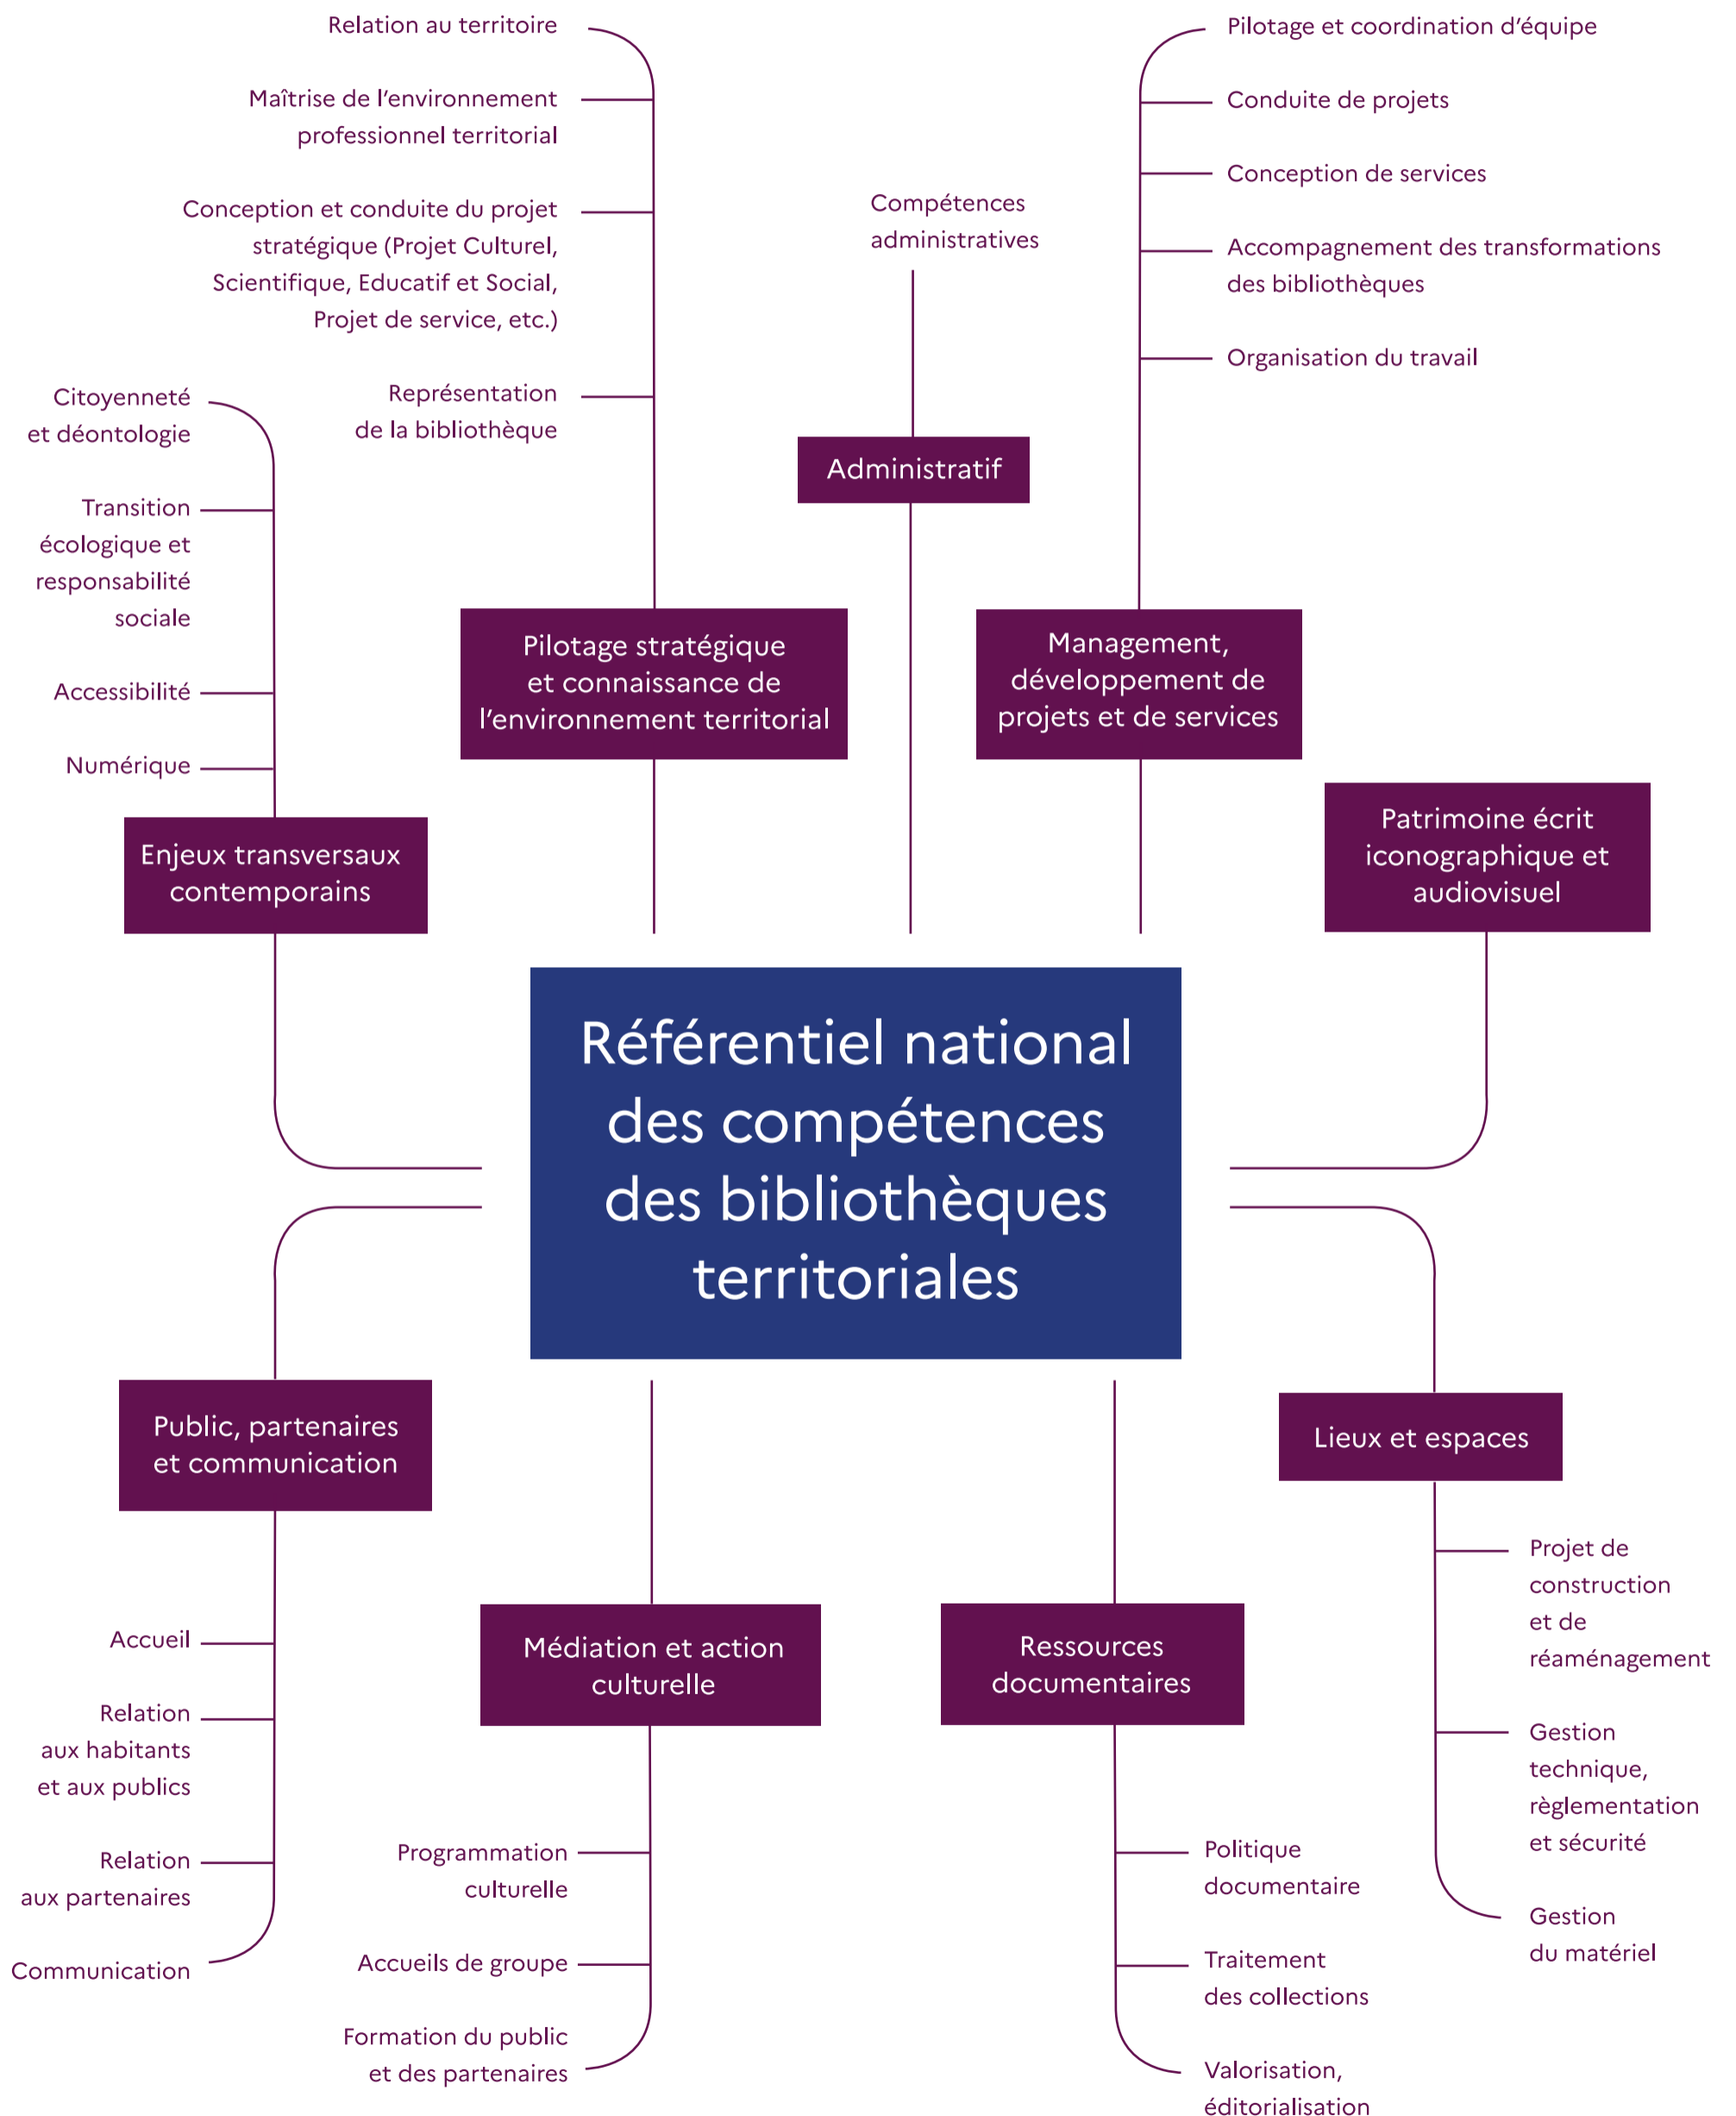 Relation au territoire
Maîtrise de l'environnement
professionnel territorial
Conception et conduite du projet
stratégique (Projet Culturel,
Scientifique, Educatif et Social,
Projet de service, etc.)
Représentation
de la bibliothèque
Pilotage stratégique
et connaissance de
l'environnement territorial
Compétences
administratives
Administratif
Pilotage et coordination d'équipe
Conduite de projets
Conception de services
Accompagnement des transformations
des bibliothèques
Organisation du travail
Management,
développement de
projets et de services
Citoyenneté
et déontologie
Transition
écologique et
responsabilité
sociale
Accessibilité
Numérique
Enjeux transversaux
contemporains
Patrimoine écrit
iconographique et
audiovisuel
Référentiel national
des compétences
des bibliothèques
territoriales
Public, partenaires
et communication
Accueil
Relation
aux habitants
et aux publics
Relation
aux partenaires
Communication
Médiation et action
culturelle
Programmation
culturelle
Accueils de groupe
Formation du public
et des partenaires
Ressources
documentaires
Politique
documentaire
Traitement
des collections
Valorisation,
éditorialisation
Lieux et espaces
Projet de
construction
et de
réaménagement
Gestion
technique,
règlementation
et sécurité
Gestion
du matériel